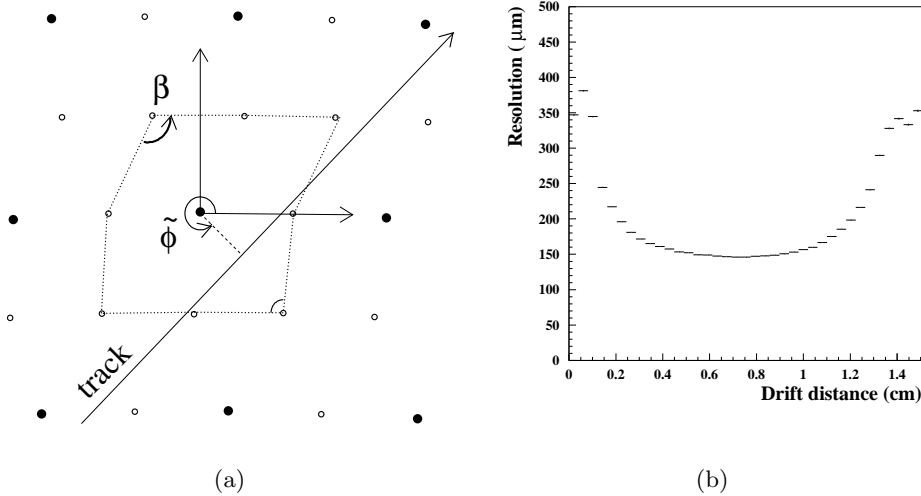 β
φ̃
track
(a)
Resolution ( μm)
500
450
400
350
300
250
200
150
100
50
0
0 0.2 0.4 0.6 0.8 1 1.2 1.4
Drift distance (cm)
(b)